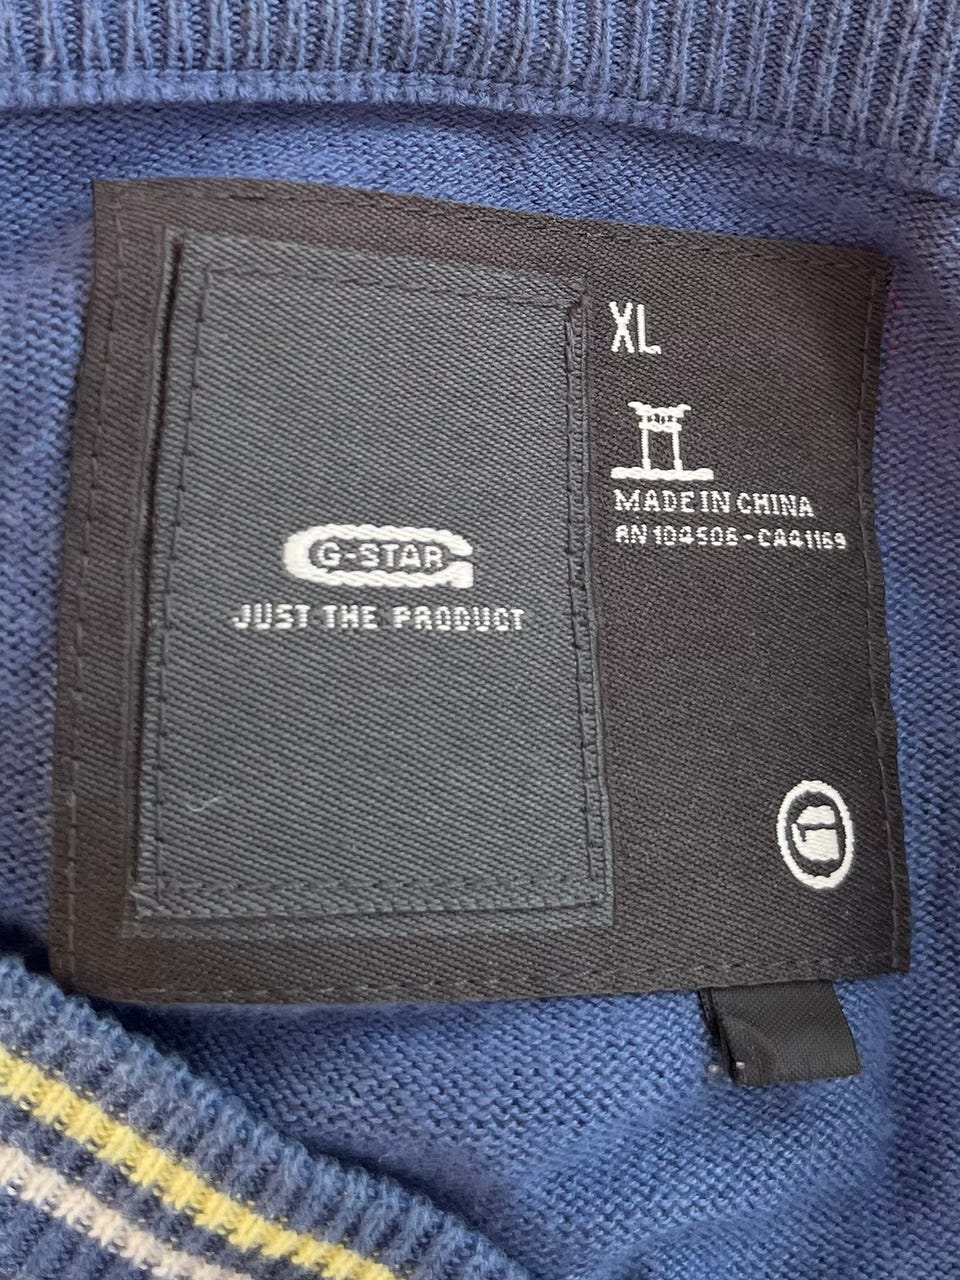 G-STAR
JUST THE PRODUCT
XL
MADE IN CHINA
RN 104506 - CA41169